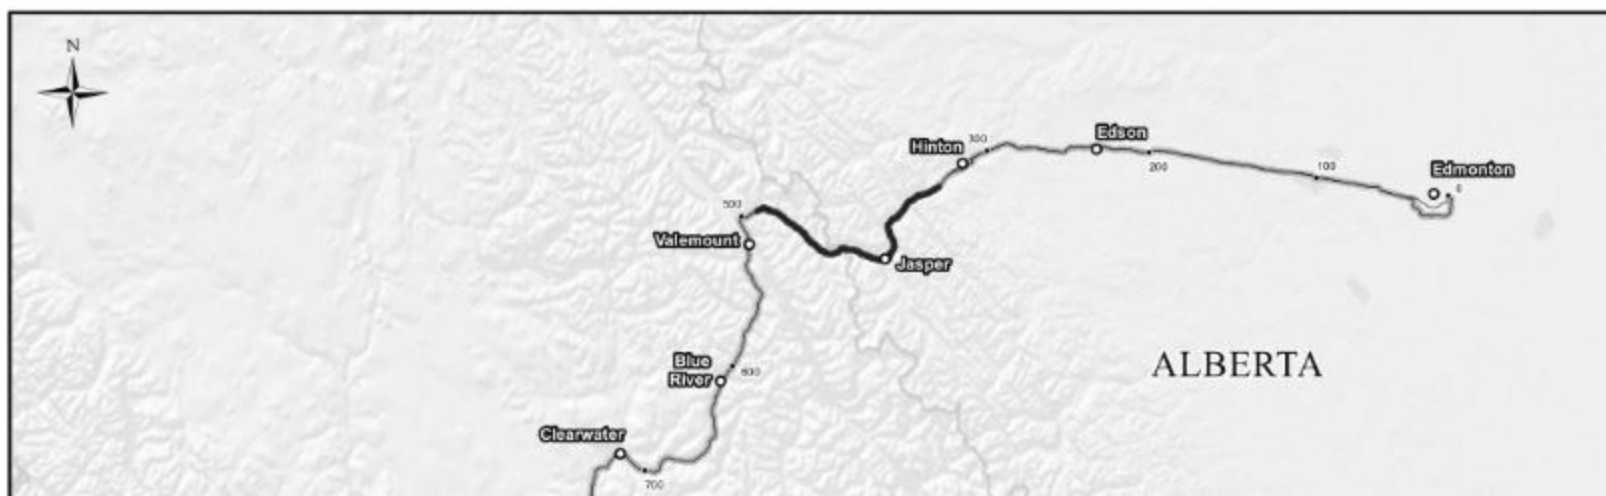 N
Hinton
300
Edson
200
100
Edmonton
0
500
Valemount
Jasper
ALBERTA
Blue
River
600
Clearwater
700